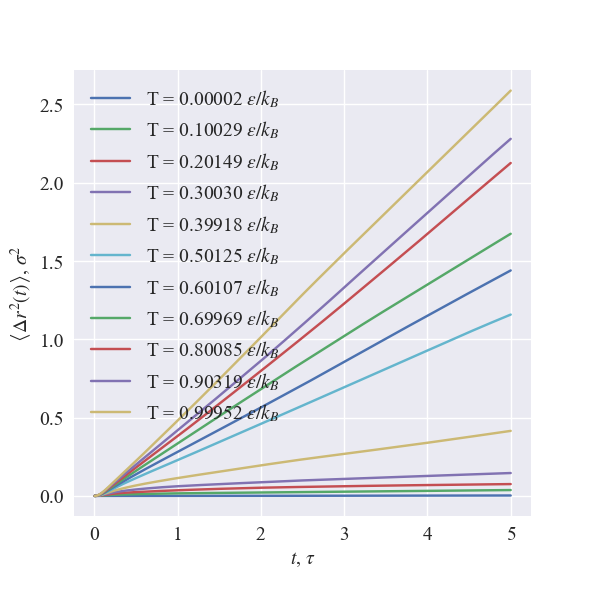 ⟨Δr²(t)⟩, σ²
2.5
2.0
1.5
1.0
0.5
0.0
T = 0.00002 ε/k_B
T = 0.10029 ε/k_B
T = 0.20149 ε/k_B
T = 0.30030 ε/k_B
T = 0.39918 ε/k_B
T = 0.50125 ε/k_B
T = 0.60107 ε/k_B
T = 0.69969 ε/k_B
T = 0.80085 ε/k_B
T = 0.90319 ε/k_B
T = 0.99952 ε/k_B
0 1 2 3 4 5
t, τ